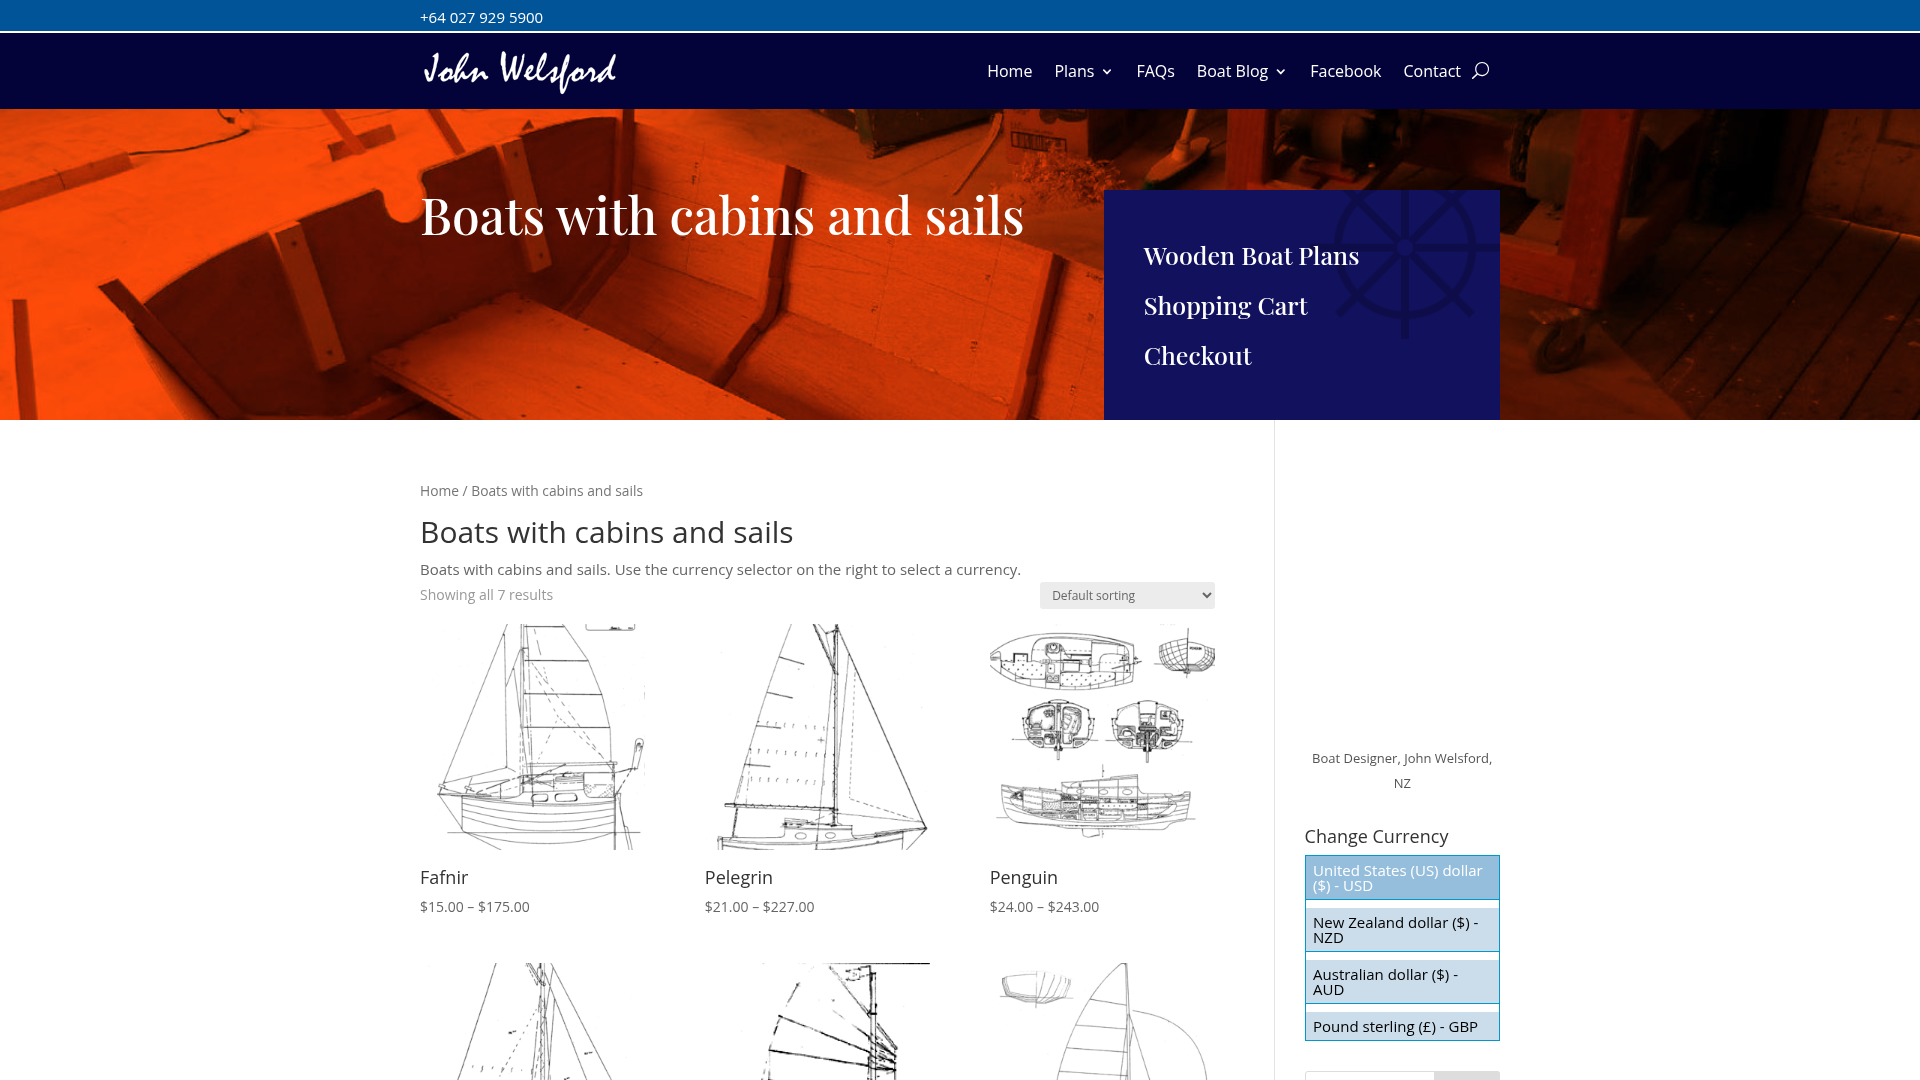 +64 027 929 5900
John Welsford
Home
Plans
FAQs
Boat Blog
Facebook
Contact
Boats with cabins and sails
Wooden Boat Plans
Shopping Cart
Checkout
Home / Boats with cabins and sails
Boats with cabins and sails
Boats with cabins and sails. Use the currency selector on the right to select a currency.
Showing all 7 results
Default sorting
Fafnir
$15.00 – $175.00
Pelegrin
$21.00 – $227.00
Penguin
$24.00 – $243.00
Boat Designer, John Welsford,
NZ
Change Currency
United States (US) dollar
($) - USD
New Zealand dollar ($) -
NZD
Australian dollar ($) -
AUD
Pound sterling (£) - GBP